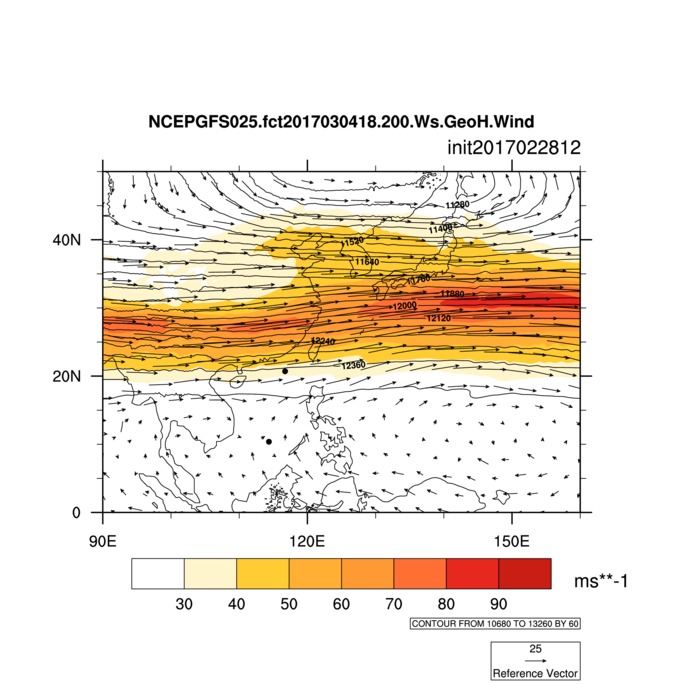 NCEPGFS025.fct2017030418.200.Ws.GeoH.Wind
init2017022812
11280
11400
40N
11520
11640
11760
11880
12000
12120
12240
12360
20N
0
90E 120E 150E
ms**-1
30 40 50 60 70 80 90
CONTOUR FROM 10680 TO 13260 BY 60
25
Reference Vector